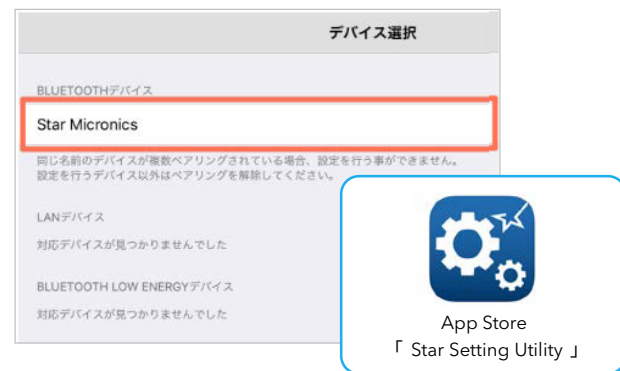 デバイス選択
BLUETOOTHデバイス
Star Micronics
同じ名前のデバイスが複数ペアリングされている場合、設定を行う事ができません。
設定を行うデバイス以外はペアリングを解除してください。
LANデバイス
対応デバイスが見つかりませんでした
BLUETOOTH LOW ENERGYデバイス
対応デバイスが見つかりませんでした
App Store
「 Star Setting Utility 」